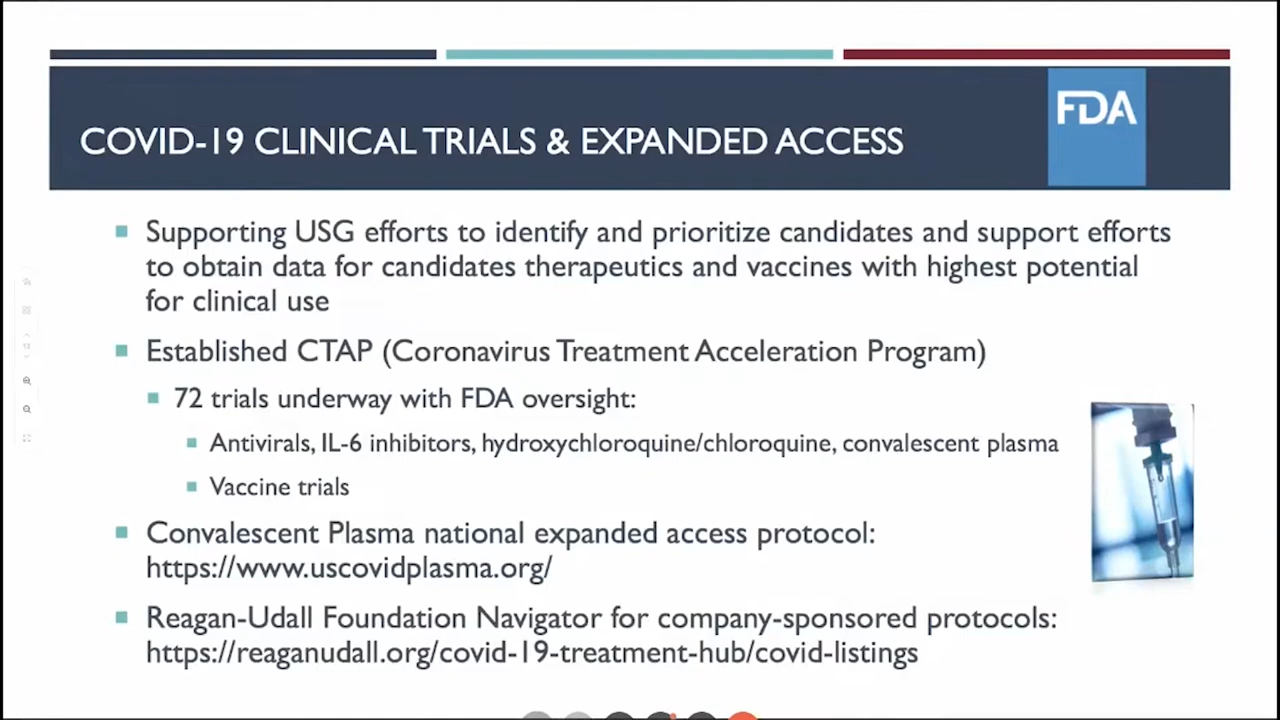 COVID-19 CLINICAL TRIALS & EXPANDED ACCESS
FDA
Supporting USG efforts to identify and prioritize candidates and support efforts
to obtain data for candidates therapeutics and vaccines with highest potential
for clinical use
Established CTAP (Coronavirus Treatment Acceleration Program)
72 trials underway with FDA oversight:
Antivirals, IL-6 inhibitors, hydroxychloroquine/chloroquine, convalescent plasma
Vaccine trials
Convalescent Plasma national expanded access protocol:
https://www.uscovidplasma.org/
Reagan-Udall Foundation Navigator for company-sponsored protocols:
https://reaganudall.org/covid-19-treatment-hub/covid-listings